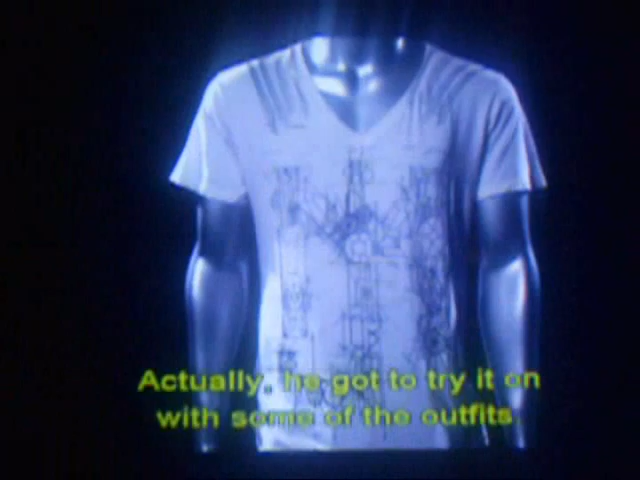 Actually, he got to try it on
with some of the outfits